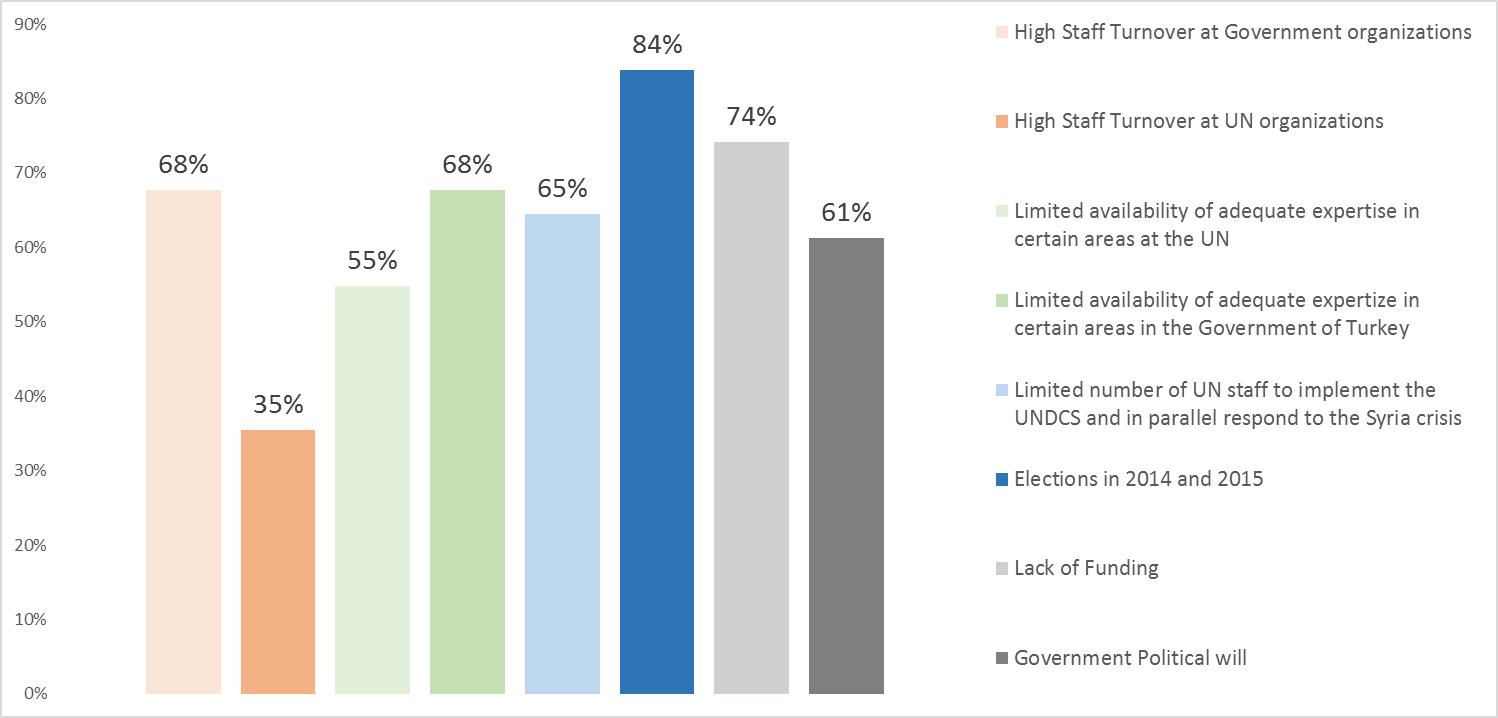 90%
80%
70%
60%
50%
40%
30%
20%
10%
0%
68%
35%
55%
68%
65%
84%
74%
61%
High Staff Turnover at Government organizations
High Staff Turnover at UN organizations
Limited availability of adequate expertise in
certain areas at the UN
Limited availability of adequate expertize in
certain areas in the Government of Turkey
Limited number of UN staff to implement the
UNDCS and in parallel respond to the Syria crisis
Elections in 2014 and 2015
Lack of Funding
Government Political will